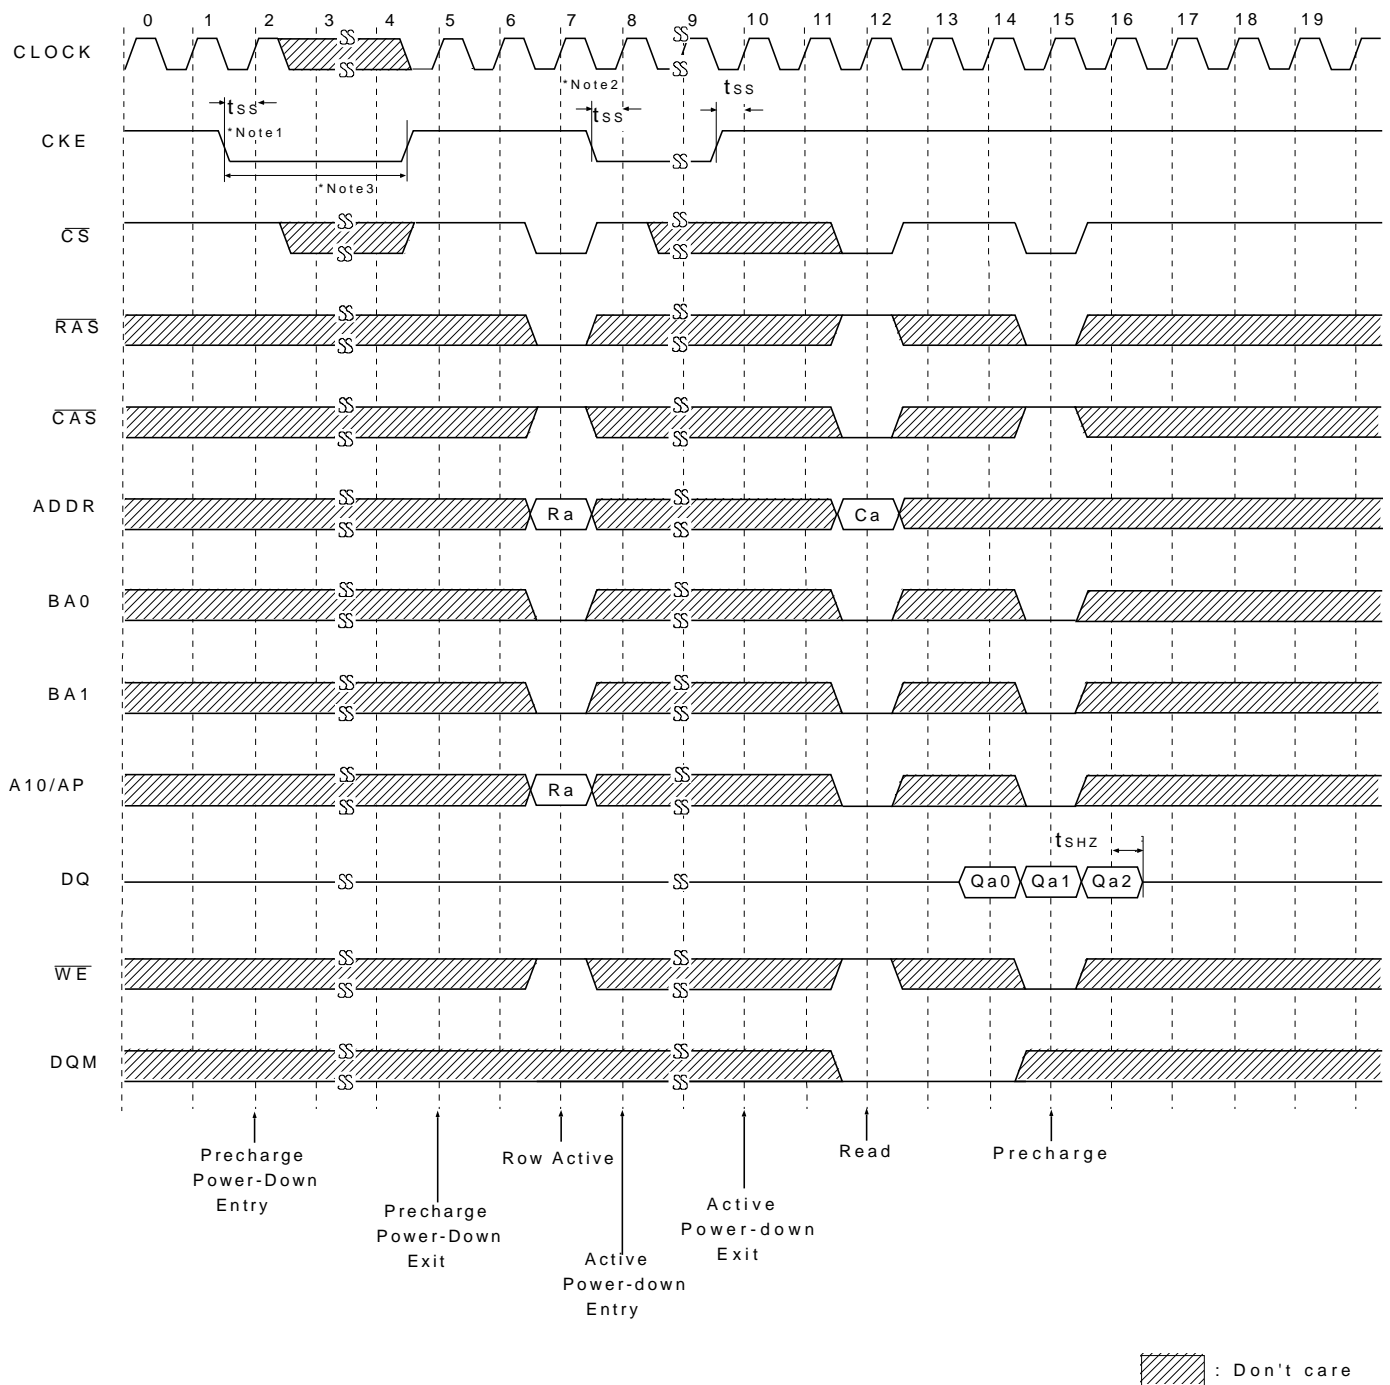 0 1 2 3 4 5 6 7 8 9 10 11 12 13 14 15 16 17 18 19
CLOCK
*Note2
tSS
tSS
tSS
*Note1
CKE
*Note3
CS
RAS
CAS
ADDR
Ra
Ca
BA0
BA1
A10/AP
Ra
tSHZ
DQ
Qa0 Qa1 Qa2
WE
DQM
Precharge
Power-Down
Entry
Precharge
Power-Down
Exit
Row Active
Active
Power-down
Entry
Active
Power-down
Exit
Read
Precharge
: Don't care